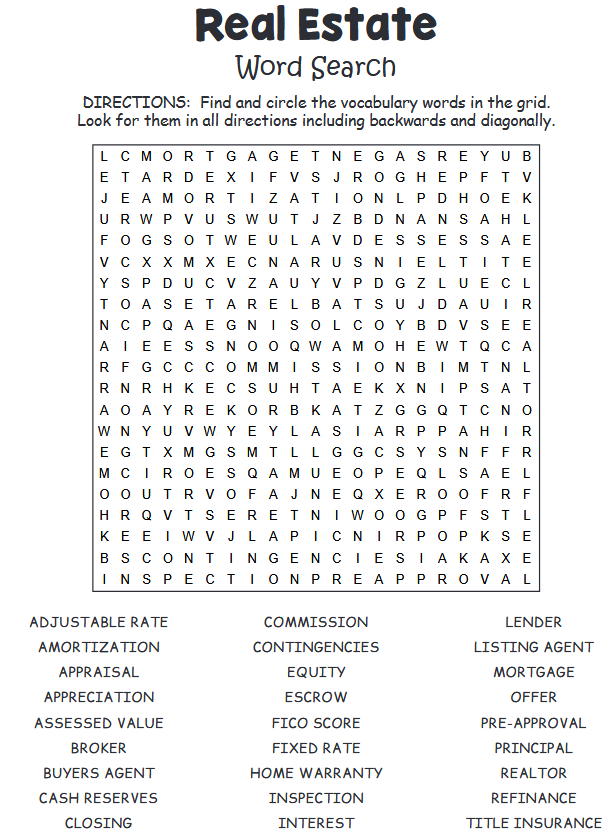 Real Estate
Word Search
DIRECTIONS: Find and circle the vocabulary words in the grid.
Look for them in all directions including backwards and diagonally.
L C M O R T G A G E T N E G A S R E Y U B
E T A R D E X I F V S J R O G H E P F T V
J E A M O R T I Z A T I O N L P D H O E K
U R W P V U S W U T J Z B D N A N S A H L
F O G S O T W E U L A V D E S S E S S A E
V C X X M X E C N A R U S N I E L T I T E
Y S P D U C V Z A U Y V P D G Z L U E C L
T O A S E T A R E L B A T S U J D A U I R
N C P Q A E G N I S O L C O Y B D V S E E
A I E E S S N O O Q W A M O H E W T Q C A
R F G C C C O M M I S S I O N B I M T N L
R N R H K E C S U H T A E K X N I P S A T
A O A Y R E K O R B K A T Z G G Q T C N O
W N Y U V W Y E Y L A S I A R P P A H I R
E G T X M G S M T L L G G C S Y S N F F R
M C I R O E S Q A M U E O P E Q L S A E L
O O U T R V O F A J N E Q X E R O O F R F
H R Q V T S E R E T N I W O O G P F S T L
K E E I W V J L A P I C N I R P O P K S E
B S C O N T I N G E N C I E S I A K A X E
I N S P E C T I O N P R E A P P R O V A L
ADJUSTABLE RATE COMMISSION LENDER
AMORTIZATION CONTINGENCIES LISTING AGENT
APPRAISAL EQUITY MORTGAGE
APPRECIATION ESCROW OFFER
ASSESSED VALUE FICO SCORE PRE-APPROVAL
BROKER FIXED RATE PRINCIPAL
BUYERS AGENT HOME WARRANTY REALTOR
CASH RESERVES INSPECTION REFINANCE
CLOSING INTEREST TITLE INSURANCE